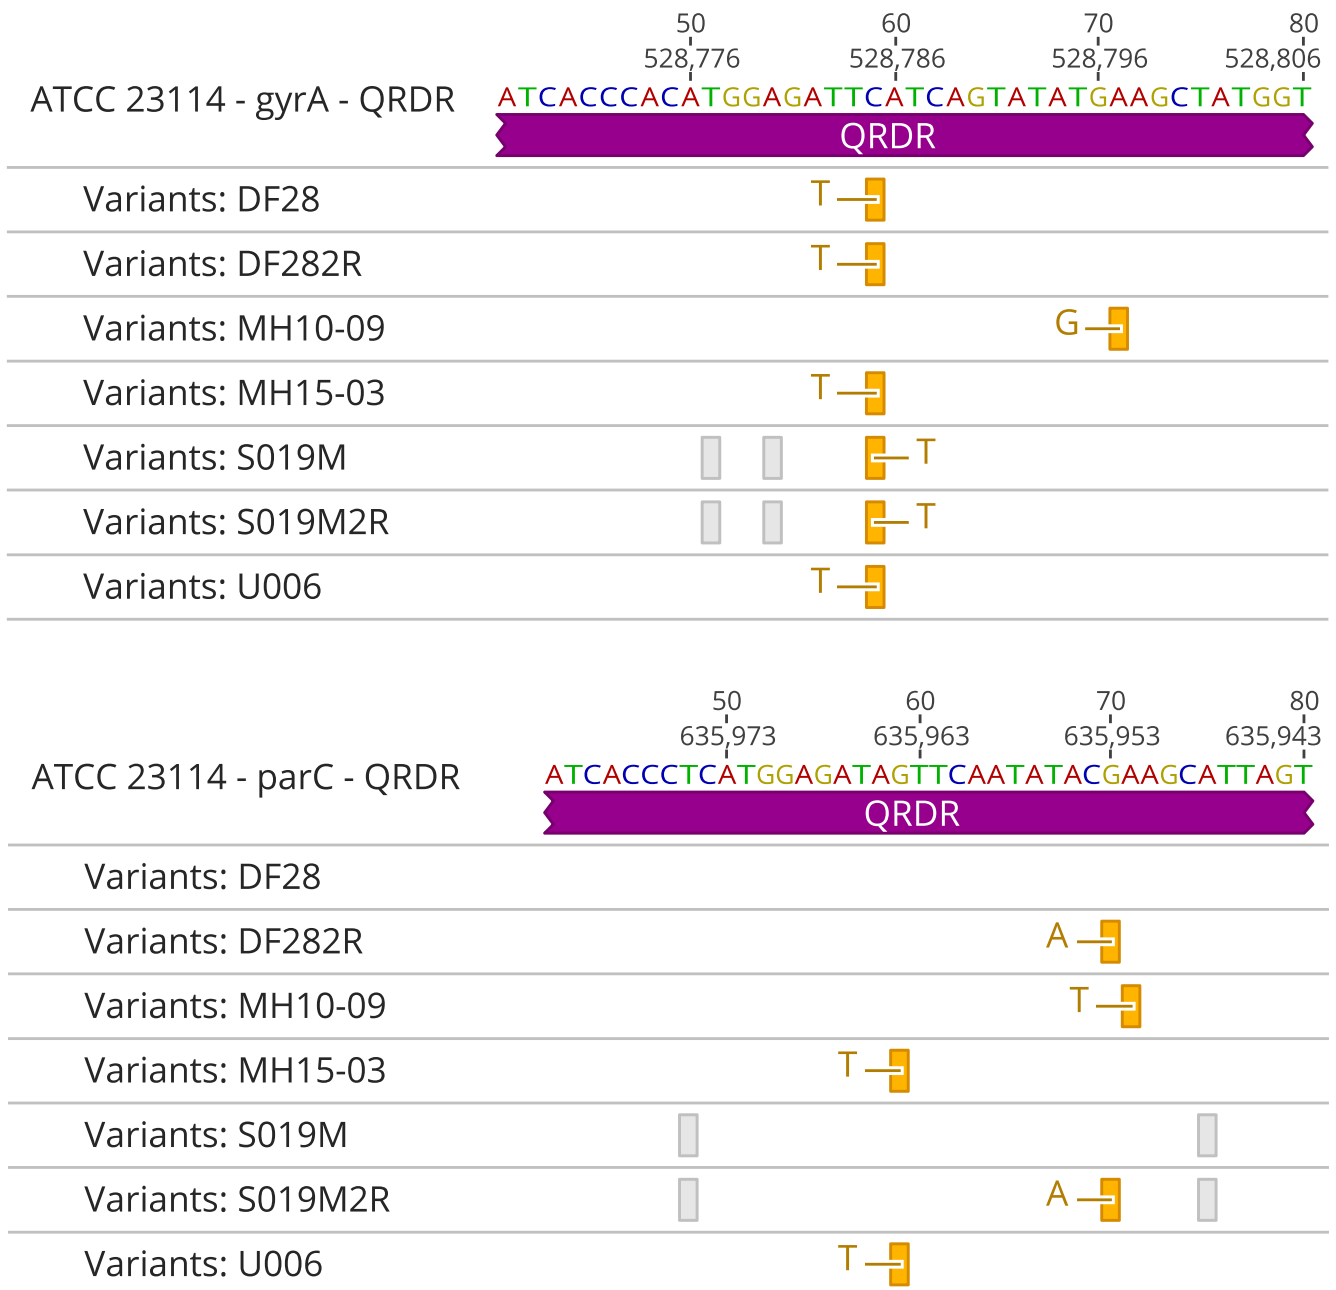 50 60 70 80
528,776 528,786 528,796 528,806
ATCC 23114 - gyrA - QRDR ATCACCCACATGGAGATTCATCAGTATATGAAGCTATGGT
QRDR
Variants: DF28 T
Variants: DF282R T
Variants: MH10-09 G
Variants: MH15-03 T
Variants: S019M T
Variants: S019M2R T
Variants: U006 T
50 60 70 80
635,973 635,963 635,953 635,943
ATCC 23114 - parC - QRDR ATCACCCTCATGGAGATAGTTCAATATACGAAGCATTAGT
QRDR
Variants: DF28
Variants: DF282R A
Variants: MH10-09 T
Variants: MH15-03 T
Variants: S019M
Variants: S019M2R A
Variants: U006 T